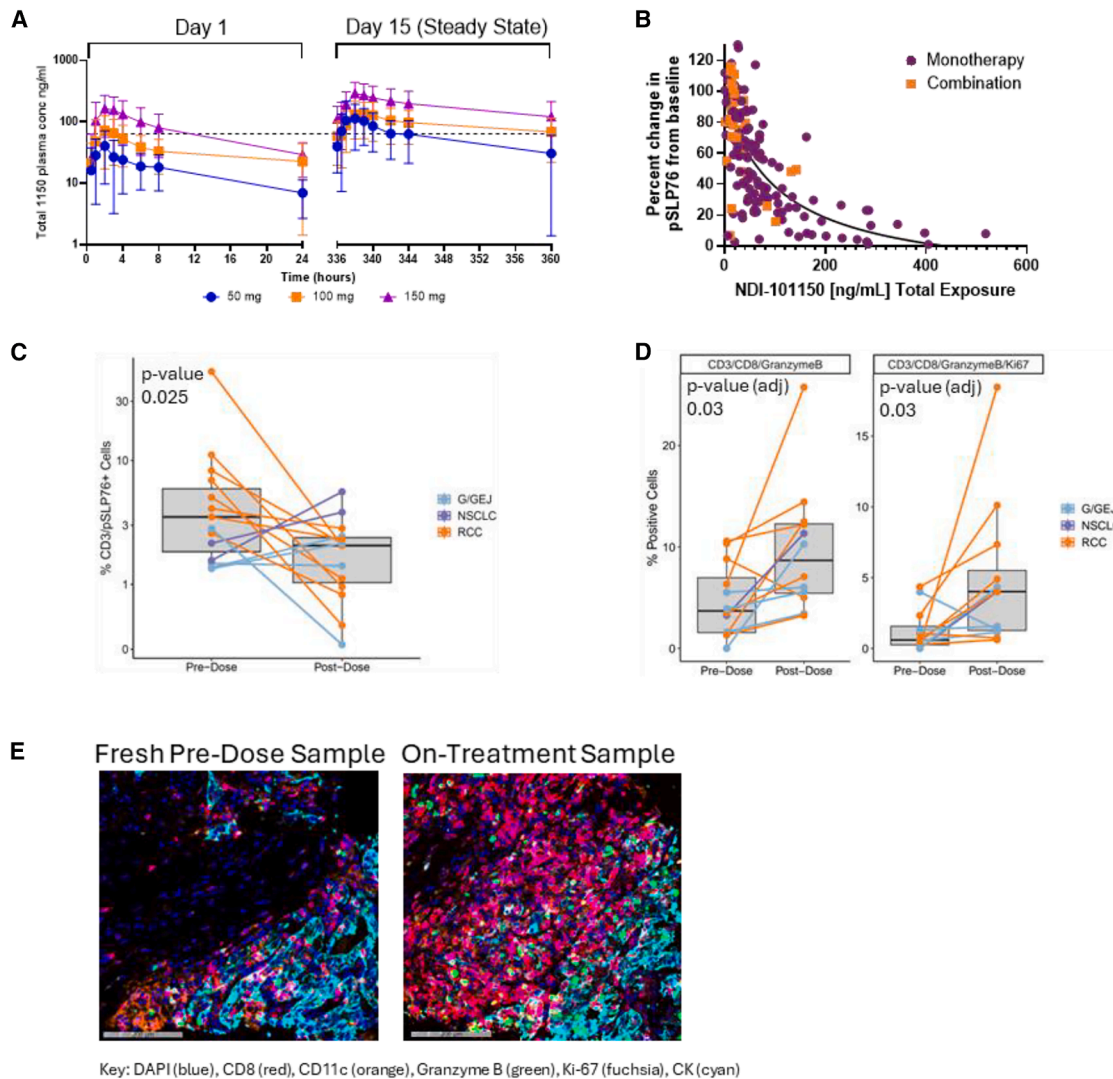 A
Day 1
Day 15 (Steady State)
Total 1150 plasma conc ng/ml
1000
100
10
1
0 4 8 12 16 20 24
336 340 344 348 352 356 360
Time (hours)
50 mg
100 mg
150 mg
B
Percent change in
pSLP76 from baseline
120
100
80
60
40
20
0
0 200 400 600
NDI-101150 [ng/mL] Total Exposure
Monotherapy
Combination
C
p-value
0.025
% CD3/pSLP76+ Cells
30
10
3
1
0
Pre-Dose Post-Dose
G/GEJ
NSCLC
RCC
D
CD3/CD8/GranzymeB
p-value (adj)
0.03
% Positive Cells
20
10
0
Pre-Dose Post-Dose
CD3/CD8/GranzymeB/Ki67
p-value (adj)
0.03
15
10
5
0
Pre-Dose Post-Dose
G/GEJ
NSCL
RCC
E
Fresh Pre-Dose Sample
On-Treatment Sample
Key: DAPI (blue), CD8 (red), CD11c (orange), Granzyme B (green), Ki-67 (fuchsia), CK (cyan)